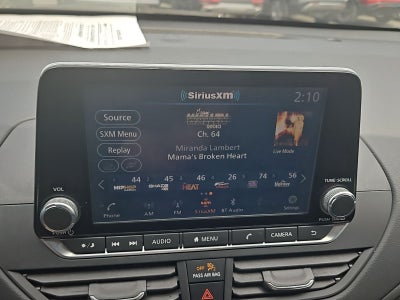 SiriusXM
2:10
Source
SXM Menu
Replay
Ch. 64
Miranda Lambert
Mama's Broken Heart
Live Mode
44 45 46 26 74 56
HEAT
Phone AM FM SiriusXM BT Audio Settings
VOL
TUNE·SCROLL
AUDIO MENU CAMERA
OFF
PASS AIR BAG